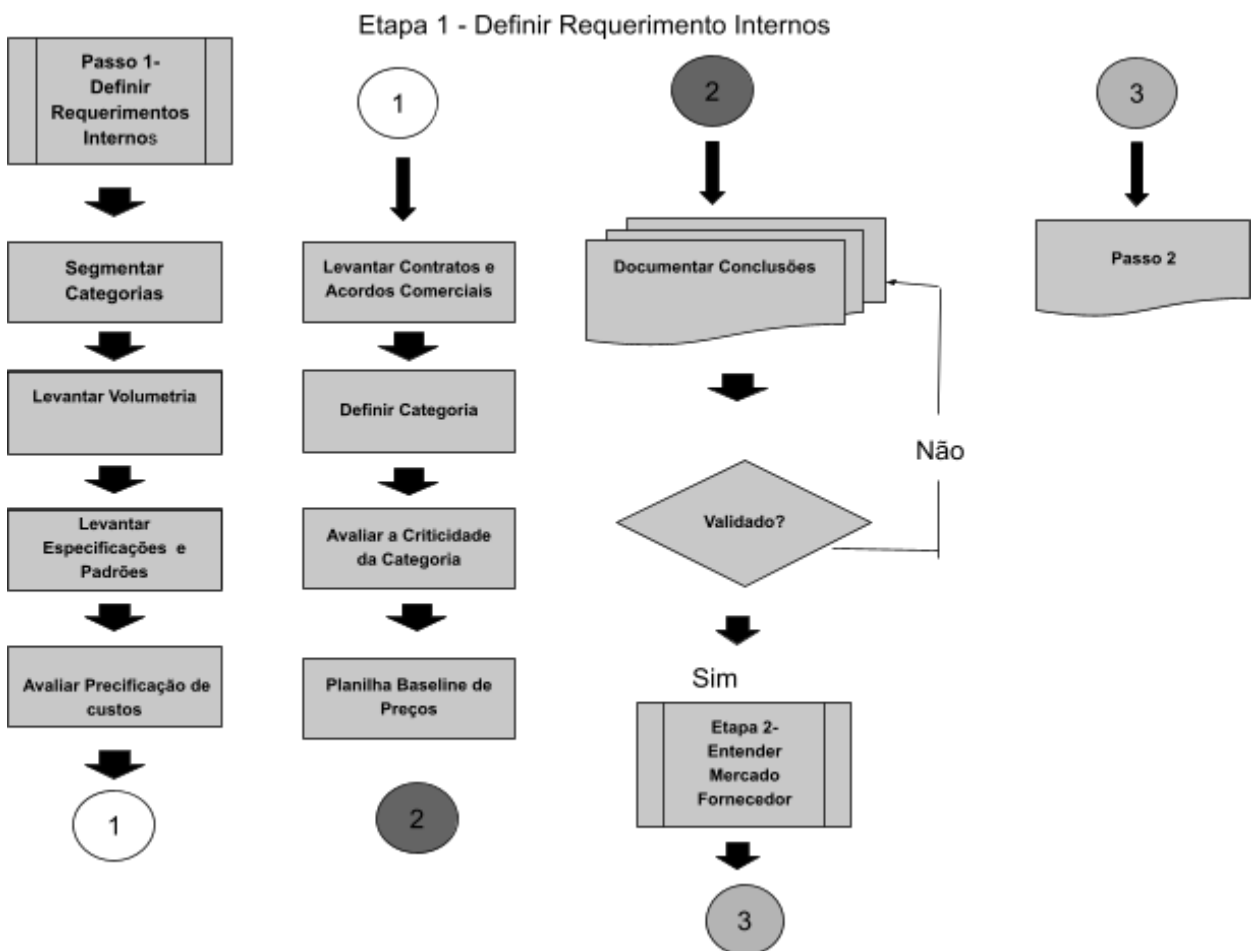 Etapa 1 - Definir Requerimento Internos
Passo 1-
Definir
Requerimentos
Internos
Segmentar
Categorias
Levantar Volumetria
Levantar
Especificações e
Padrões
Avaliar Precificação de
custos
1
1
Levantar Contratos e
Acordos Comerciais
Definir Categoria
Avaliar a Criticidade
da Categoria
Planilha Baseline de
Preços
2
2
Documentar Conclusões
Validado?
Não
Sim
Etapa 2-
Entender
Mercado
Fornecedor
3
3
Passo 2